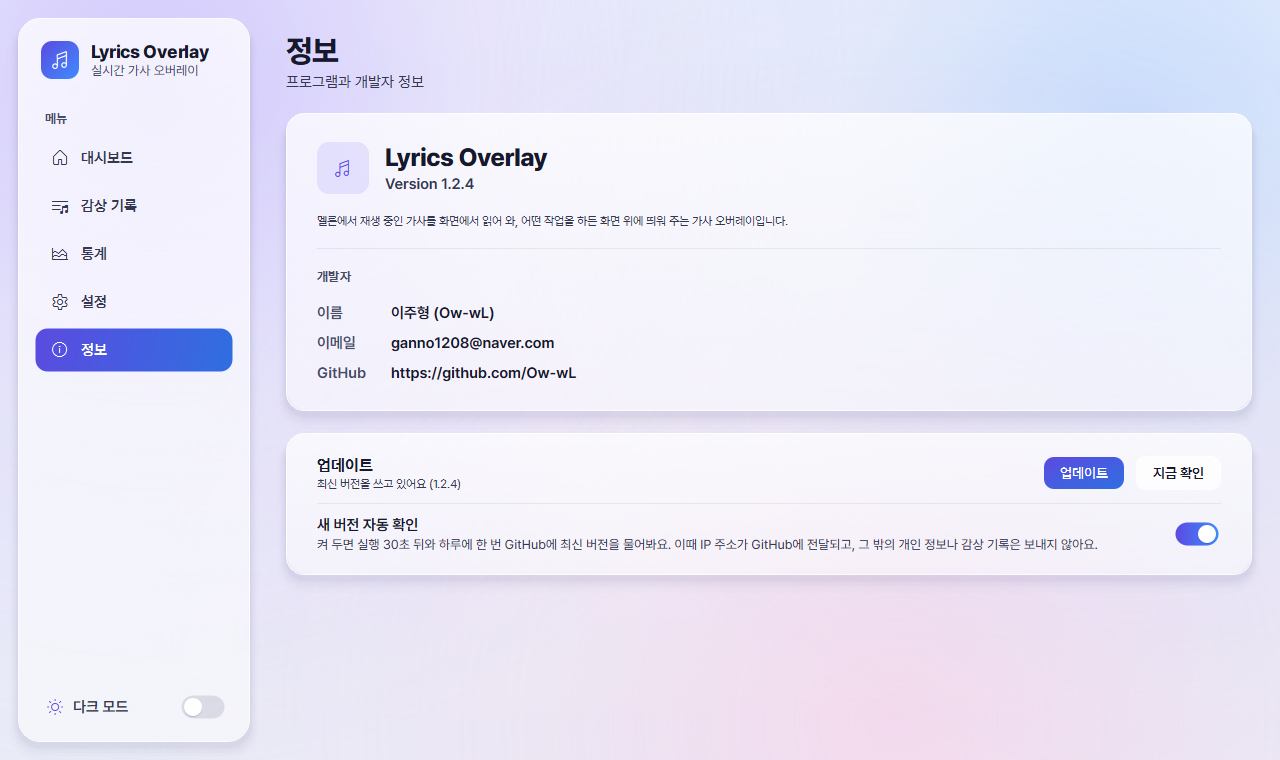 Lyrics Overlay
실시간 가사 오버레이
메뉴
대시보드
감상 기록
통계
설정
정보
다크 모드
정보
프로그램과 개발자 정보
Lyrics Overlay
Version 1.2.4
멜론에서 재생 중인 가사를 화면에서 읽어 와, 어떤 작업을 하든 화면 위에 띄워 주는 가사 오버레이입니다.
개발자
이름 이주형 (Ow-wL)
이메일 ganno1208@naver.com
GitHub https://github.com/Ow-wL
업데이트
최신 버전을 쓰고 있어요 (1.2.4)
업데이트 지금 확인
새 버전 자동 확인
켜 두면 실행 30초 뒤와 하루에 한 번 GitHub에 최신 버전을 물어봐요. 이때 IP 주소가 GitHub에 전달되고, 그 밖의 개인 정보나 감상 기록은 보내지 않아요.